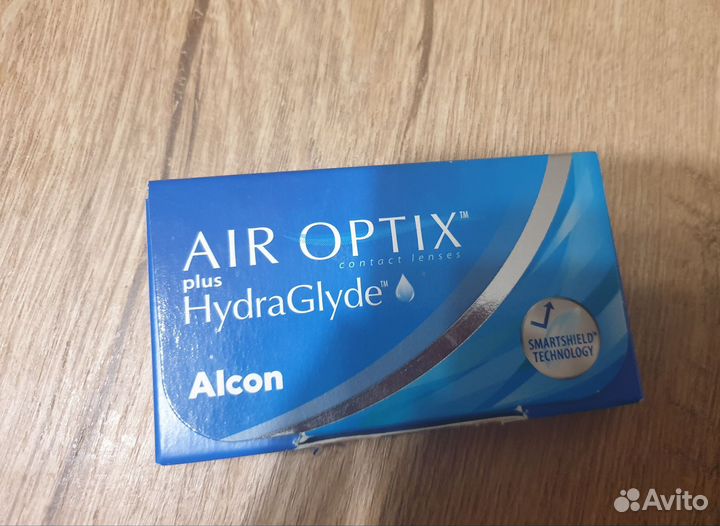 AIR OPTIX™
contact lenses
plus
HydraGlyde™
SMARTSHIELD™
TECHNOLOGY
Alcon
Avito